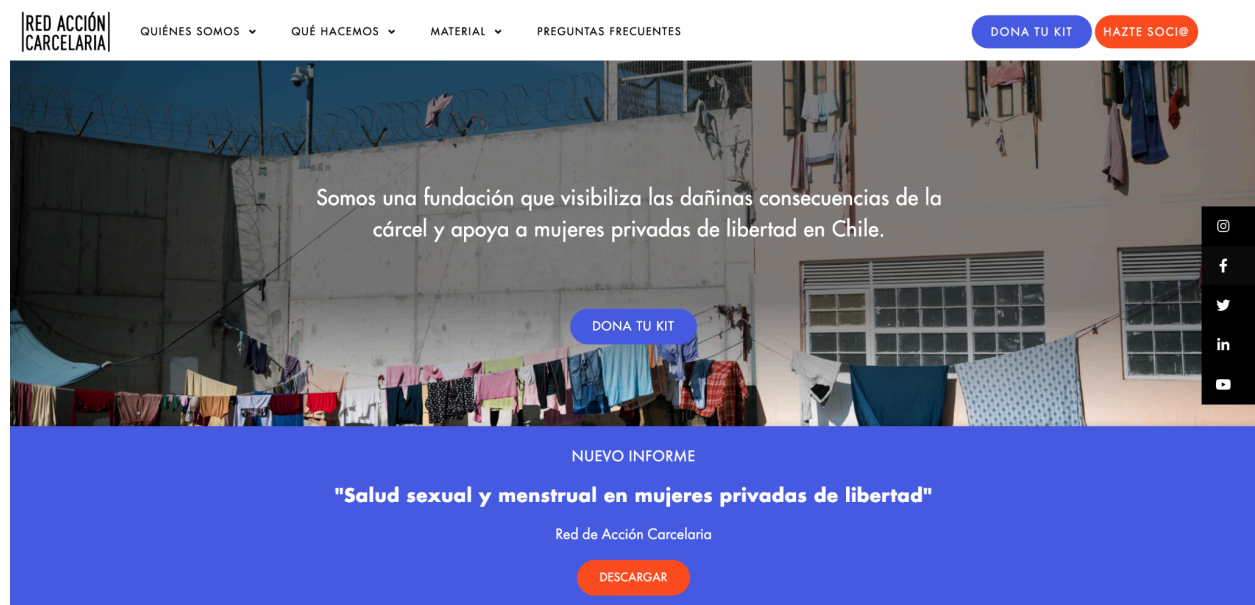 RED ACCIÓN
CARCELARIA
QUIÉNES SOMOS
QUÉ HACEMOS
MATERIAL
PREGUNTAS FRECUENTES
DONA TU KIT
HAZTE SOCI@
Somos una fundación que visibiliza las dañinas consecuencias de la
cárcel y apoya a mujeres privadas de libertad en Chile.
DONA TU KIT
NUEVO INFORME
"Salud sexual y menstrual en mujeres privadas de libertad"
Red de Acción Carcelaria
DESCARGAR